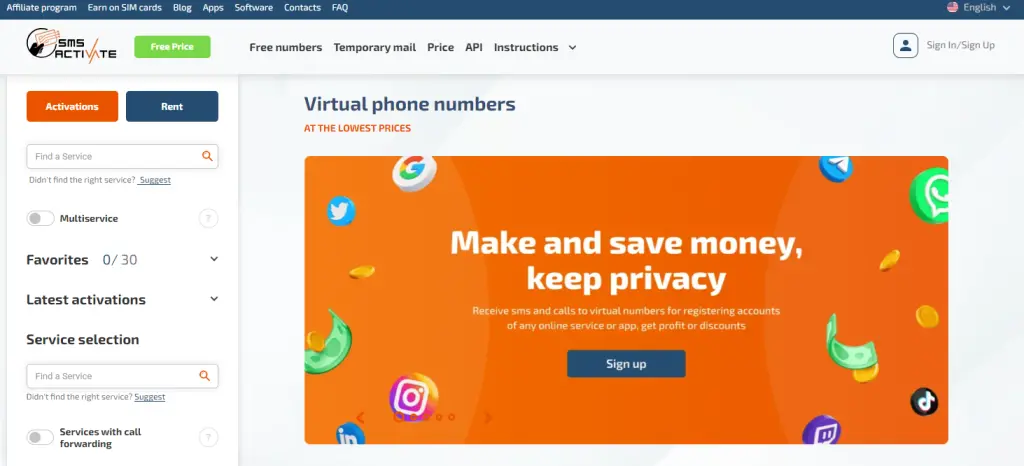 Affiliate program Earn on SIM cards Blog Apps Software Contacts FAQ English
SMS
ACTIVATE
Free Price
Free numbers Temporary mail Price API Instructions
Sign In/Sign Up
Activations Rent
Find a Service
Didn't find the right service? Suggest
Multiservice ?
Favorites 0/ 30
Latest activations
Service selection
Find a Service
Didn't find the right service? Suggest
Services with call
forwarding ?
Virtual phone numbers
AT THE LOWEST PRICES
Make and save money,
keep privacy
Receive sms and calls to virtual numbers for registering accounts
of any online service or app, get profit or discounts
Sign up
in